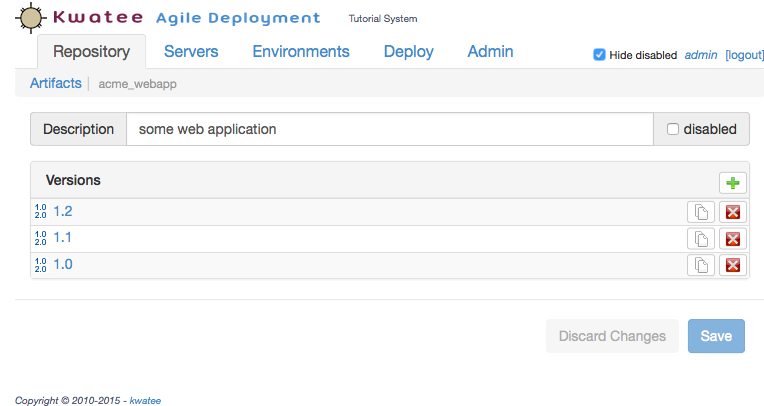 Kwatee Agile Deployment Tutorial System
Repository Servers Environments Deploy Admin Hide disabled admin [logout]
Artifacts | acme_webapp
Description some web application disabled
Versions
1.0 2.0 1.2
1.0 2.0 1.1
1.0 2.0 1.0
Discard Changes Save
Copyright © 2010-2015 - kwatee